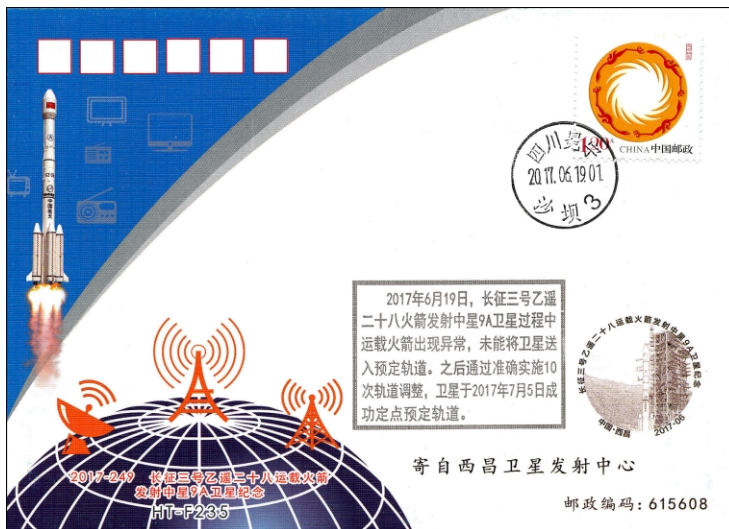 1.20
CHINA 中国邮政
四川
2017.06.19.01
沙坝3
中国航天
2017年6月19日，长征三号乙遥
二十八火箭发射中星9A卫星过程中
运载火箭出现异常，未能将卫星送
入预定轨道。之后通过准确实施10
次轨道调整，卫星于2017年7月5日成
功定点预定轨道。
长征三号乙遥二十八运载火箭发射中星9A卫星纪念
中国·西昌 2017-06
2017-249 长征三号乙遥二十八运载火箭
发射中星9A卫星纪念
HT-F235
寄自西昌卫星发射中心
邮政编码：615608